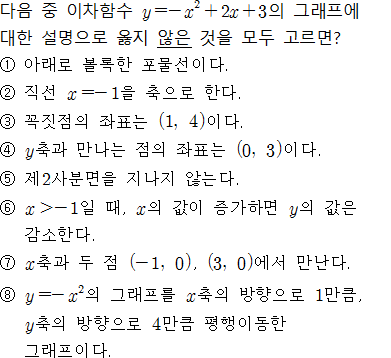 다음 중 이차함수 y=-x²+2x+3의 그래프에
대한 설명으로 옳지 않은 것을 모두 고르면?
① 아래로 볼록한 포물선이다.
② 직선 x=-1을 축으로 한다.
③ 꼭짓점의 좌표는 (1, 4)이다.
④ y축과 만나는 점의 좌표는 (0, 3)이다.
⑤ 제2사분면을 지나지 않는다.
⑥ x>-1일 때, x의 값이 증가하면 y의 값은
감소한다.
⑦ x축과 두 점 (-1, 0), (3, 0)에서 만난다.
⑧ y=-x²의 그래프를 x축의 방향으로 1만큼,
y축의 방향으로 4만큼 평행이동한
그래프이다.